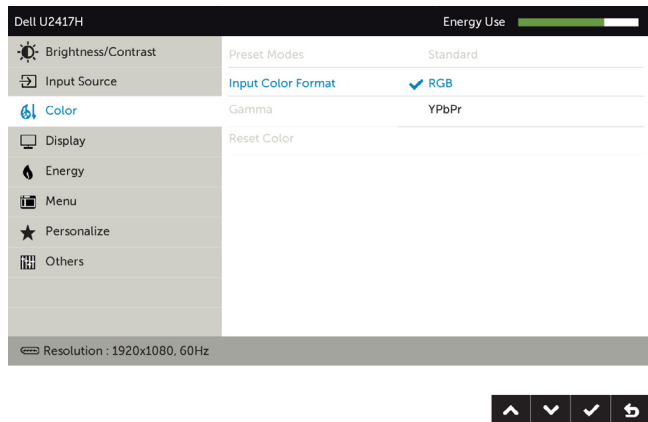 Dell U2417H Energy Use
Brightness/Contrast
Preset Modes Standard
Input Source
Input Color Format RGB
Color
Gamma YPbPr
Display
Reset Color
Energy
Menu
Personalize
Others
Resolution : 1920x1080, 60Hz